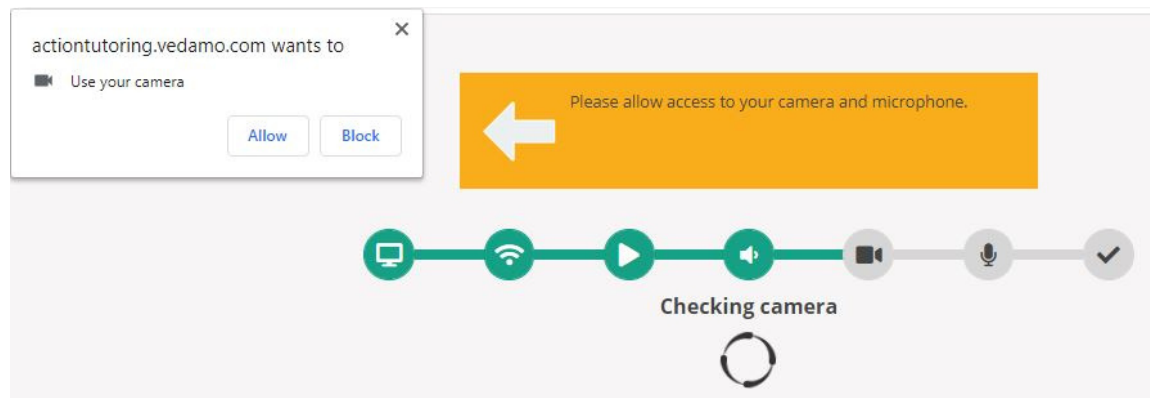 actiontutoring.vedamo.com wants to
Use your camera
Allow Block
Please allow access to your camera and microphone.
Checking camera